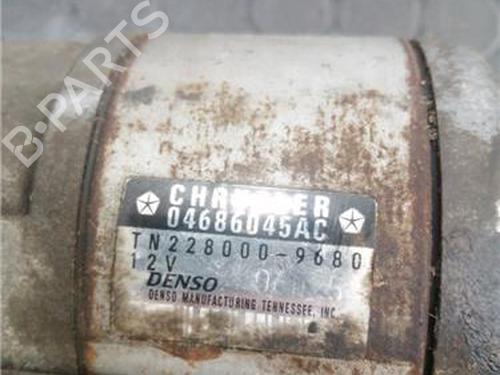 B-PARTS
CHRYSLER
04686045AC
TN228000-9680
12V
DENSO
DENSO MANUFACTURING TENNESSEE, INC.